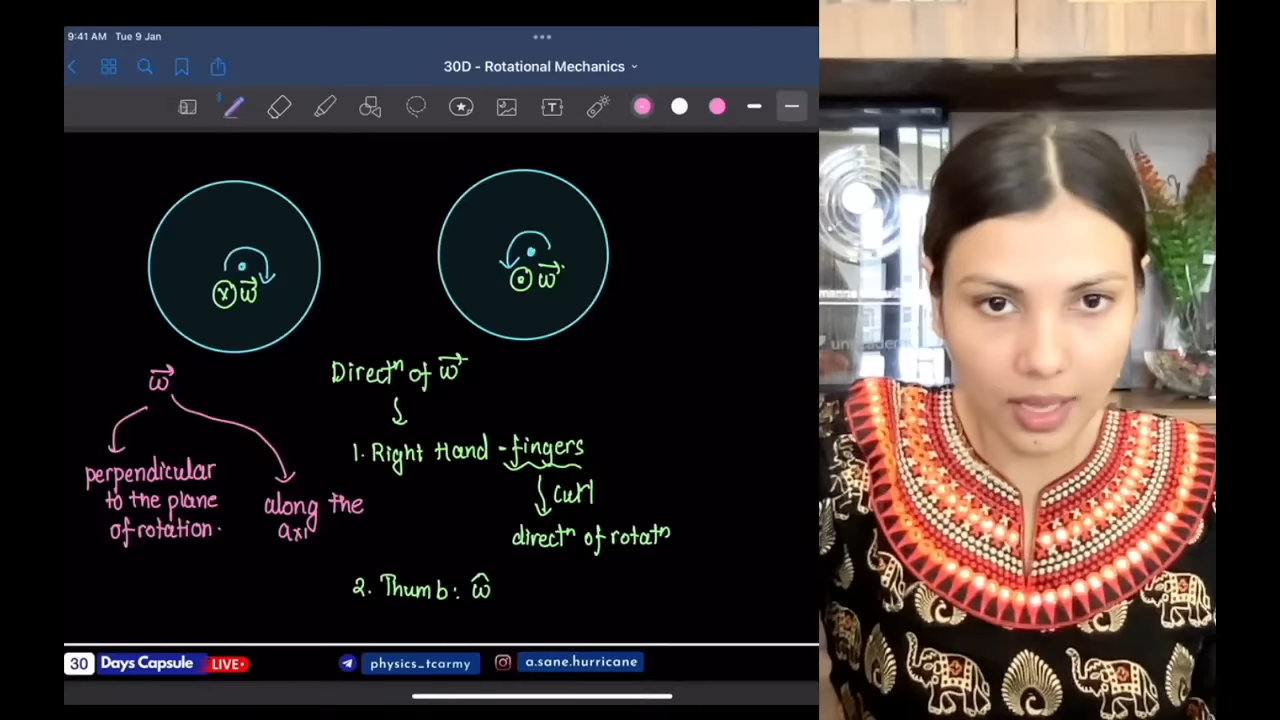 9:41 AM Tue 9 Jan
30D - Rotational Mechanics
T
x ω
ω
ω
perpendicular
to the plane
of rotation.
along the
axi
Directⁿ of ω
1. Right Hand - fingers
curl
directⁿ of rotatⁿ
2. Thumb: ω̂
30 Days Capsule LIVE
physics_tcarmy
a.sane.hurricane